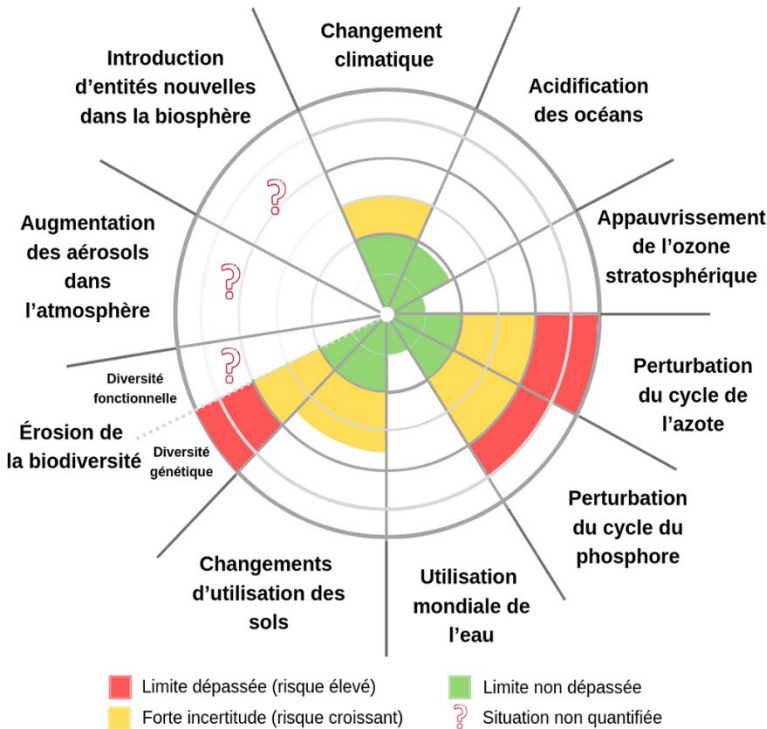 Changement
climatique
Acidification
des océans
Appauvrissement
de l'ozone
stratosphérique
Perturbation
du cycle de
l'azote
Perturbation
du cycle du
phosphore
Utilisation
mondiale de
l'eau
Changements
d'utilisation des
sols
Érosion de
la biodiversité
Diversité
fonctionnelle
Diversité
génétique
Augmentation
des aérosols
dans
l'atmosphère
Introduction
d'entités nouvelles
dans la biosphère
?
?
?
Limite dépassée (risque élevé)
Forte incertitude (risque croissant)
Limite non dépassée
? Situation non quantifiée